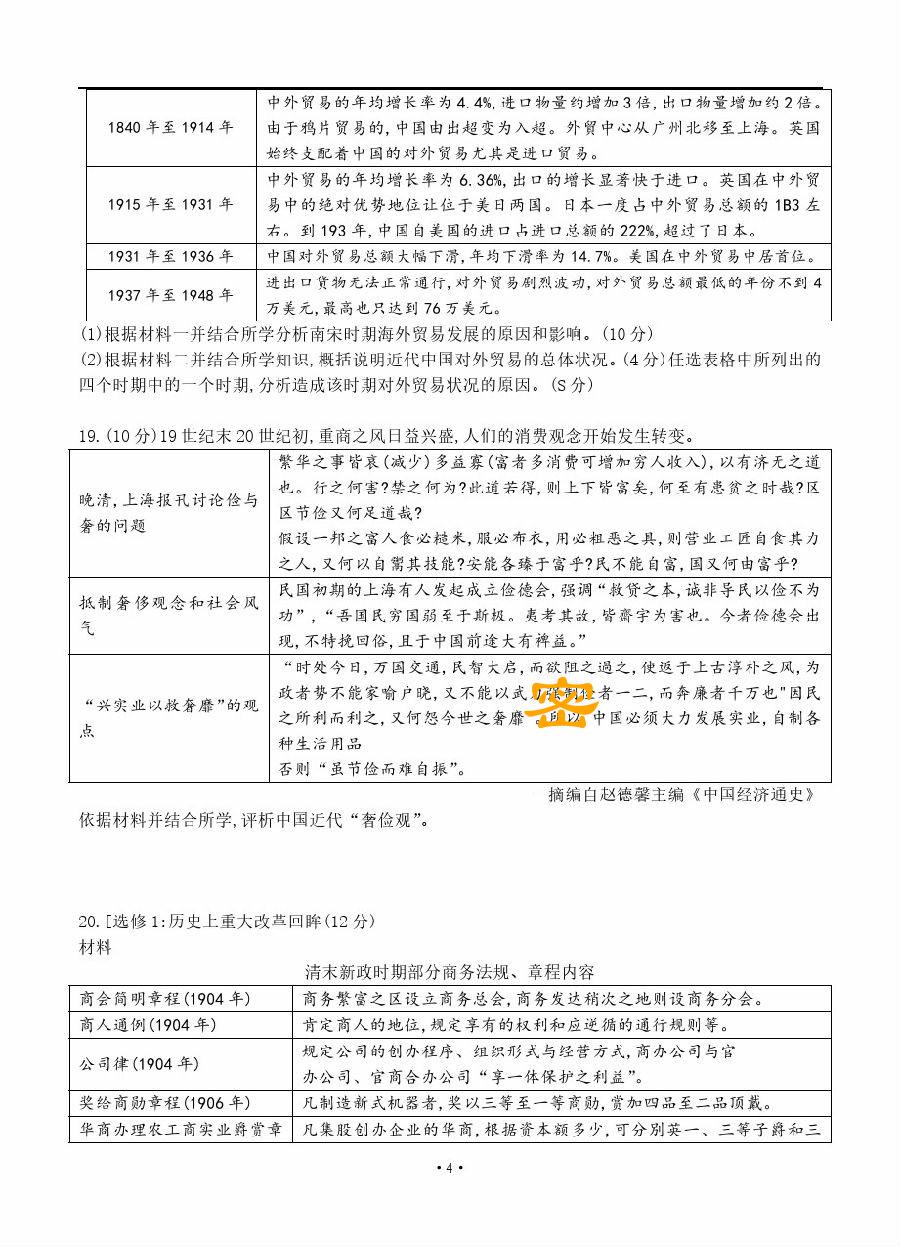 1840 年至 1914 年
中外贸易的年均增长率为 4.4%,进口物量约增加 3 倍,出口物量增加约 2 倍。
由于鸦片贸易的,中国由出超变为入超。外贸中心从广州北移至上海。英国
始终支配着中国的对外贸易尤其是进口贸易。
1915 年至 1931 年
中外贸易的年均增长率为 6.36%,出口的增长显著快于进口。英国在中外贸
易中的绝对优势地位让位于美日两国。日本一度占中外贸易总额的 1B3 左
右。到 193 年,中国自美国的进口占进口总额的 222%,超过了日本。
1931 年至 1936 年
中国对外贸易总额大幅下滑,年均下滑率为 14.7%。美国在中外贸易中居首位。
1937 年至 1948 年
进出口货物无法正常通行,对外贸易剧烈波动,对外贸易总额最低的年份不到 4
万美元,最高也只达到 76 万美元。
(1)根据材料一并结合所学分析南宋时期海外贸易发展的原因和影响。(10 分)
(2)根据材料二并结合所学知识,概括说明近代中国对外贸易的总体状况。(4 分)任选表格中所列出的
四个时期中的一个时期,分析造成该时期对外贸易状况的原因。(S 分)
19.(10 分)19 世纪末 20 世纪初,重商之风日益兴盛,人们的消费观念开始发生转变。
晚清,上海报刊讨论俭与
奢的问题
繁华之事皆哀(减少)多益寡(富者多消费可增加穷人收入),以有济无之道
也。行之何害?禁之何为?此道若得,则上下皆富矣,何至有患贫之时哉?区
区节俭又何足道哉?
假设一邦之富人食必糙米,服必布衣,用必粗恶之具,则营业工匠自食其力
之人,又何以自鬻其技能?安能各臻于富乎?民不能自富,国又何由富乎?
抵制奢侈观念和社会风
气
民国初期的上海有人发起成立俭德会,强调“救贷之本,诚非导民以俭不为
功”,“吾国民穷国弱至于斯极。夷考其故,皆奢字为害也。今者俭德会出
现,不特挽回俗,且于中国前途大有裨益。”
“兴实业以救奢靡”的观
点
“时处今日,万国交通,民智大启,而欲阻之遏之,使返于上古淳朴之风,为
政者势不能家喻户晓,又不能以武力强制俭者一二,而奔廉者千万也"因民
之所利而利之,又何怨今世之奢靡”。所以 中国必须大力发展实业,自制各
种生活用品
否则“虽节俭而难自振”。
密
摘编自赵德馨主编《中国经济通史》
依据材料并结合所学,评析中国近代“奢俭观”。
20.[选修 1:历史上重大改革回眸(12 分)
材料
清末新政时期部分商务法规、章程内容
商会简明章程(1904 年)
商务繁富之区设立商务总会,商务发达稍次之地则设商务分会。
商人通例(1904 年)
肯定商人的地位,规定享有的权利和应逆循的通行规则等。
公司律(1904 年)
规定公司的创办程序、组织形式与经营方式,商办公司与官
办公司、官商合办公司“享一体保护之利益”。
奖给商勋章程(1906 年)
凡制造新式机器者,奖以三等至一等商勋,赏加四品至二品顶戴。
华商办理农工商实业爵赏章
凡集股创办企业的华商,根据资本额多少,可分别英一、三等子爵和三
·4·